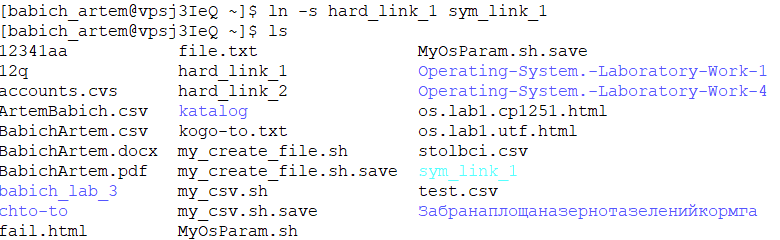 [babich_artem@vpsj3IeQ ~]$ ln -s hard_link_1 sym_link_1
[babich_artem@vpsj3IeQ ~]$ ls
12341aa file.txt MyOsParam.sh.save
12q hard_link_1 Operating-System.-Laboratory-Work-1
accounts.cvs hard_link_2 Operating-System.-Laboratory-Work-4
ArtemBabich.csv katalog os.lab1.cp1251.html
BabichArtem.csv kogo-to.txt os.lab1.utf.html
BabichArtem.docx my_create_file.sh stolbci.csv
BabichArtem.pdf my_create_file.sh.save sym_link_1
babich_lab_3 my_csv.sh test.csv
chto-to my_csv.sh.save Забранаплощаназернотазеленийкормга
fail.html MyOsParam.sh